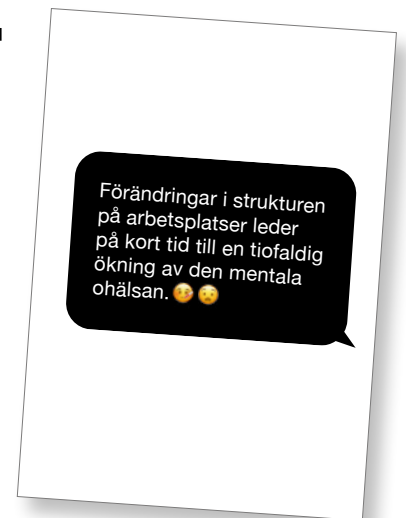 Förändringar i strukturen
på arbetsplatser leder
på kort tid till en tiofaldig
ökning av den mentala
ohälsan. 🤒😧